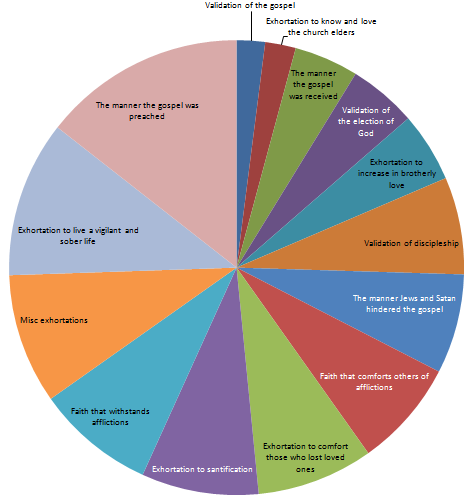 Validation of the gospel
Exhortation to know and love
the church elders
The manner
the gospel
was received
Validation of
the election of
God
Exhortation to
increase in brotherly
love
Validation of discipleship
The manner Jews and Satan
hindered the gospel
Faith that comforts others of
afflictions
Exhortation to comfort
those who lost loved
ones
Exhortation to santification
Faith that withstands
afflictions
Misc exhortations
Exhortation to live a vigilant and
sober life
The manner the gospel was
preached